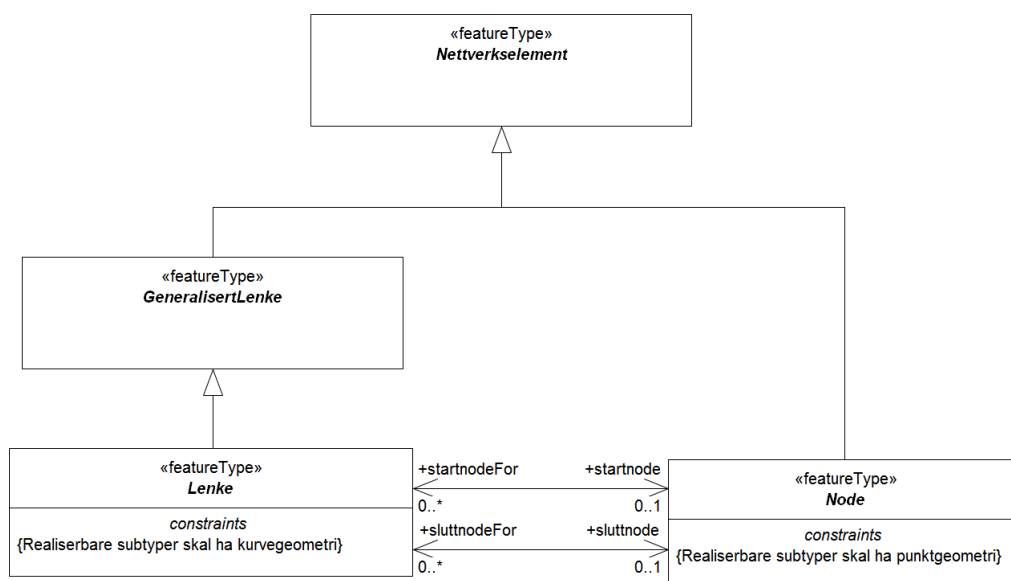 «featureType»
Nettverkselement
«featureType»
GeneralisertLenke
«featureType»
Lenke
constraints
{Realiserbare subtyper skal ha kurvegeometri}
+startnodeFor +startnode
0..* 0..1
+sluttnodeFor +sluttnode
0..* 0..1
«featureType»
Node
constraints
{Realiserbare subtyper skal ha punktgeometri}